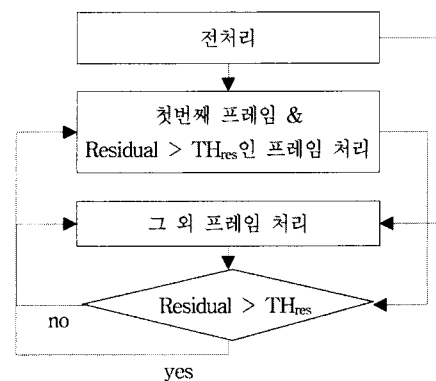 전처리
첫번째 프레임 &
Residual > THres인 프레임 처리
그 외 프레임 처리
Residual > THres
no
yes